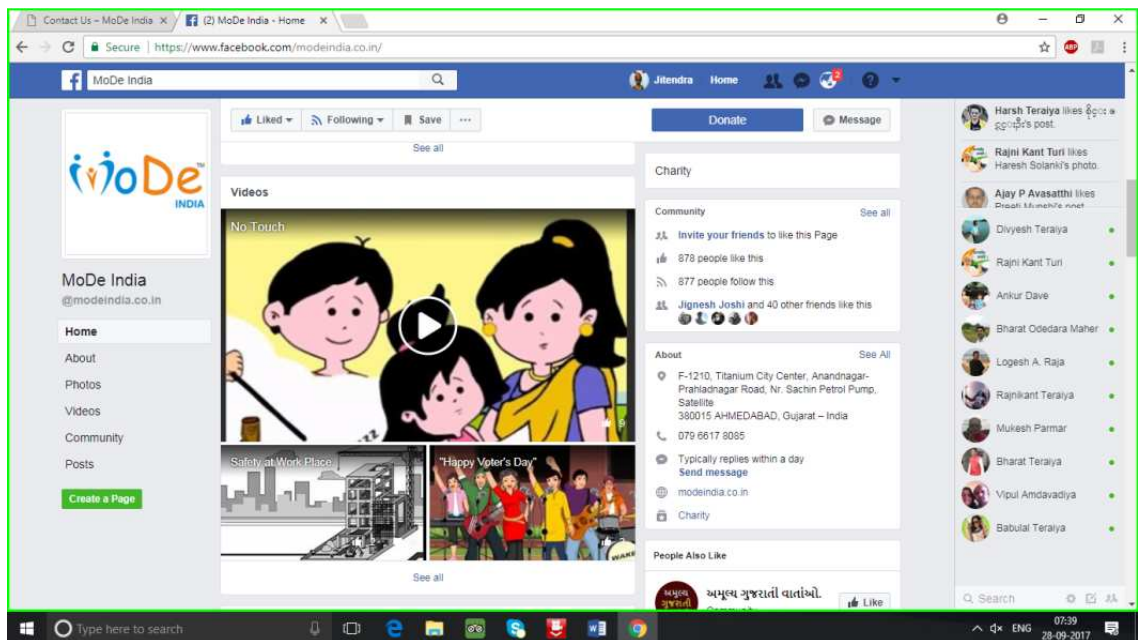 Contact Us – MoDe India
(2) MoDe India - Home
Secure https://www.facebook.com/modeindia.co.in/
MoDe India
Jitendra Home
2
Liked Following Save
Donate Message
See all
moDe™
INDIA
MoDe India
@modeindia.co.in
Home
About
Photos
Videos
Community
Posts
Create a Page
Videos
No Touch
9
Safety at Work Place
"Happy Voter's Day"
See all
Charity
Community See all
Invite your friends to like this Page
878 people like this
877 people follow this
Jignesh Joshi and 40 other friends like this
About See All
F-1210, Titanium City Center, Anandnagar-
Prahladnagar Road, Nr. Sachin Petrol Pump,
Satellite
380015 AHMEDABAD, Gujarat – India
079 6617 8085
Typically replies within a day
Send message
modeindia.co.in
Charity
People Also Like
અમૂલ્ય ગુજરાતી વાર્તાઓ.
Community
Like
Harsh Teraiya likes
's post.
Rajni Kant Turi likes
Haresh Solanki's photo.
Ajay P Avasatthi likes
Preeti Munshi's post
Divyesh Teraiya
Rajni Kant Turi
Ankur Dave
Bharat Odedara Maher
Logesh A. Raja
Rajnikant Teraiya
Mukesh Parmar
Bharat Teraiya
Vipul Amdavadiya
Babulal Teraiya
Search
Type here to search
ENG
07:39
28-09-2017